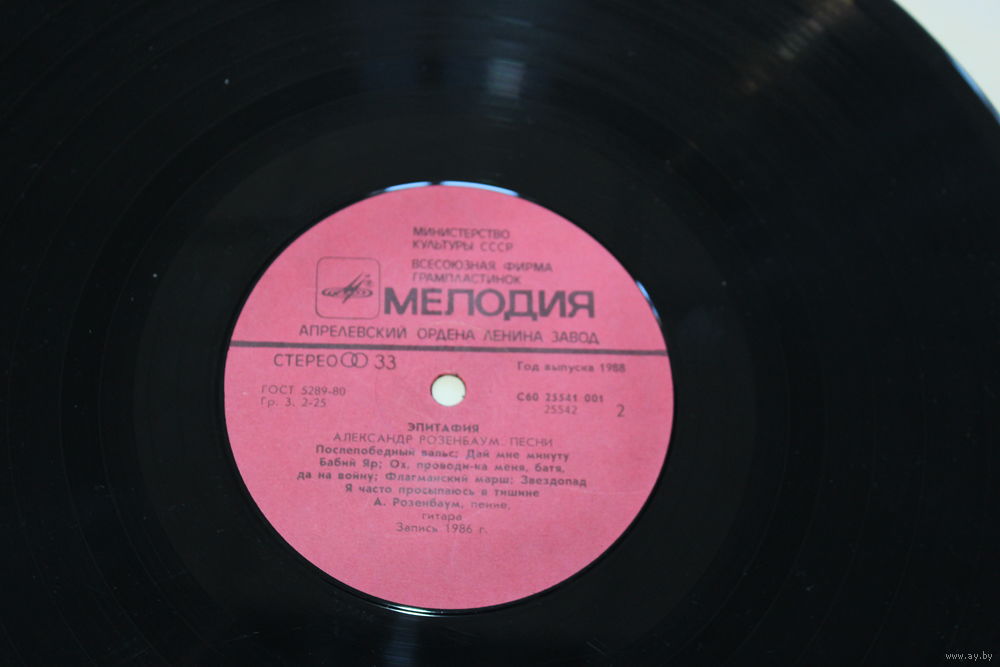 МИНИСТЕРСТВО
КУЛЬТУРЫ СССР
ВСЕСОЮЗНАЯ ФИРМА
ГРАМПЛАСТИНОК
МЕЛОДИЯ
АПРЕЛЕВСКИЙ ОРДЕНА ЛЕНИНА ЗАВОД
СТЕРЕО 33
Год выпуска 1988
ГОСТ 5289-80
Гр. 3. 2-25
С60 25541 001
25542
2
ЭПИТАФИЯ
АЛЕКСАНДР РОЗЕНБАУМ. ПЕСНИ
Послепобедный вальс; Дай мне минуту
Бабий Яр; Ох, проводи-ка меня, батя,
да на войну; Флагманский марш; Звездопад
Я часто просыпаюсь в тишине
А. Розенбаум, пение,
гитара
Запись 1986 г.
www.ay.by